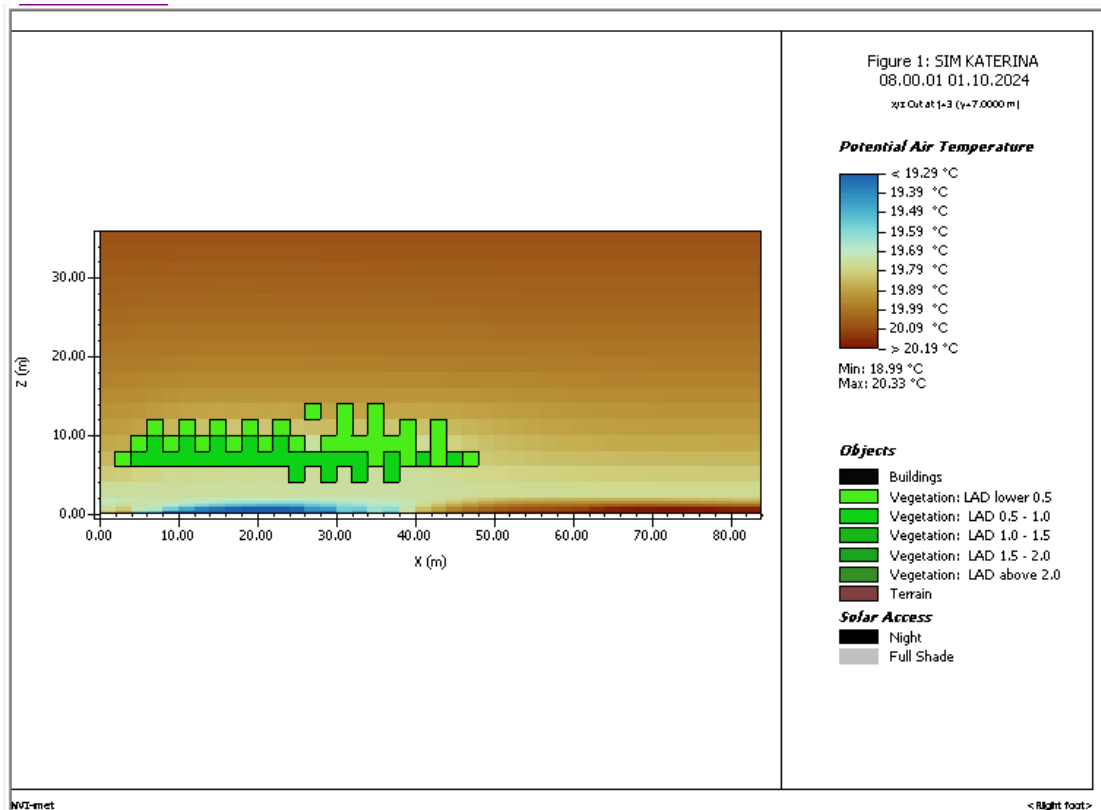 Figure 1: SIM KATERINA
08.00.01 01.10.2024
x/z Cut at j=3 (y=7.0000 m)
Potential Air Temperature
< 19.29 °C
19.39 °C
19.49 °C
19.59 °C
19.69 °C
19.79 °C
19.89 °C
19.99 °C
20.09 °C
> 20.19 °C
Min: 18.99 °C
Max: 20.33 °C
Z (m)
30.00
20.00
10.00
0.00
0.00 10.00 20.00 30.00 40.00 50.00 60.00 70.00 80.00
X (m)
Objects
Buildings
Vegetation: LAD lower 0.5
Vegetation: LAD 0.5 - 1.0
Vegetation: LAD 1.0 - 1.5
Vegetation: LAD 1.5 - 2.0
Vegetation: LAD above 2.0
Terrain
Solar Access
Night
Full Shade
NVI-met
<Right foot>